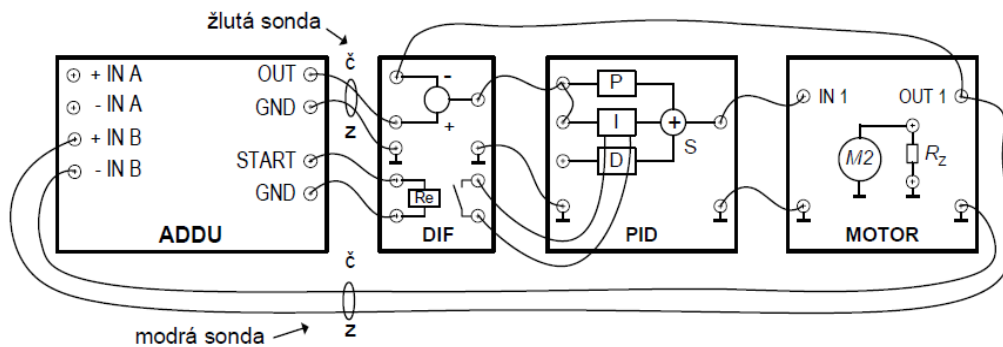 žlutá sonda
č
z
+ IN A
- IN A
+ IN B
- IN B
OUT
GND
START
GND
ADDU
-
+
Re
DIF
P
I
D
+
S
PID
IN 1
OUT 1
M2
RZ
MOTOR
č
z
modrá sonda